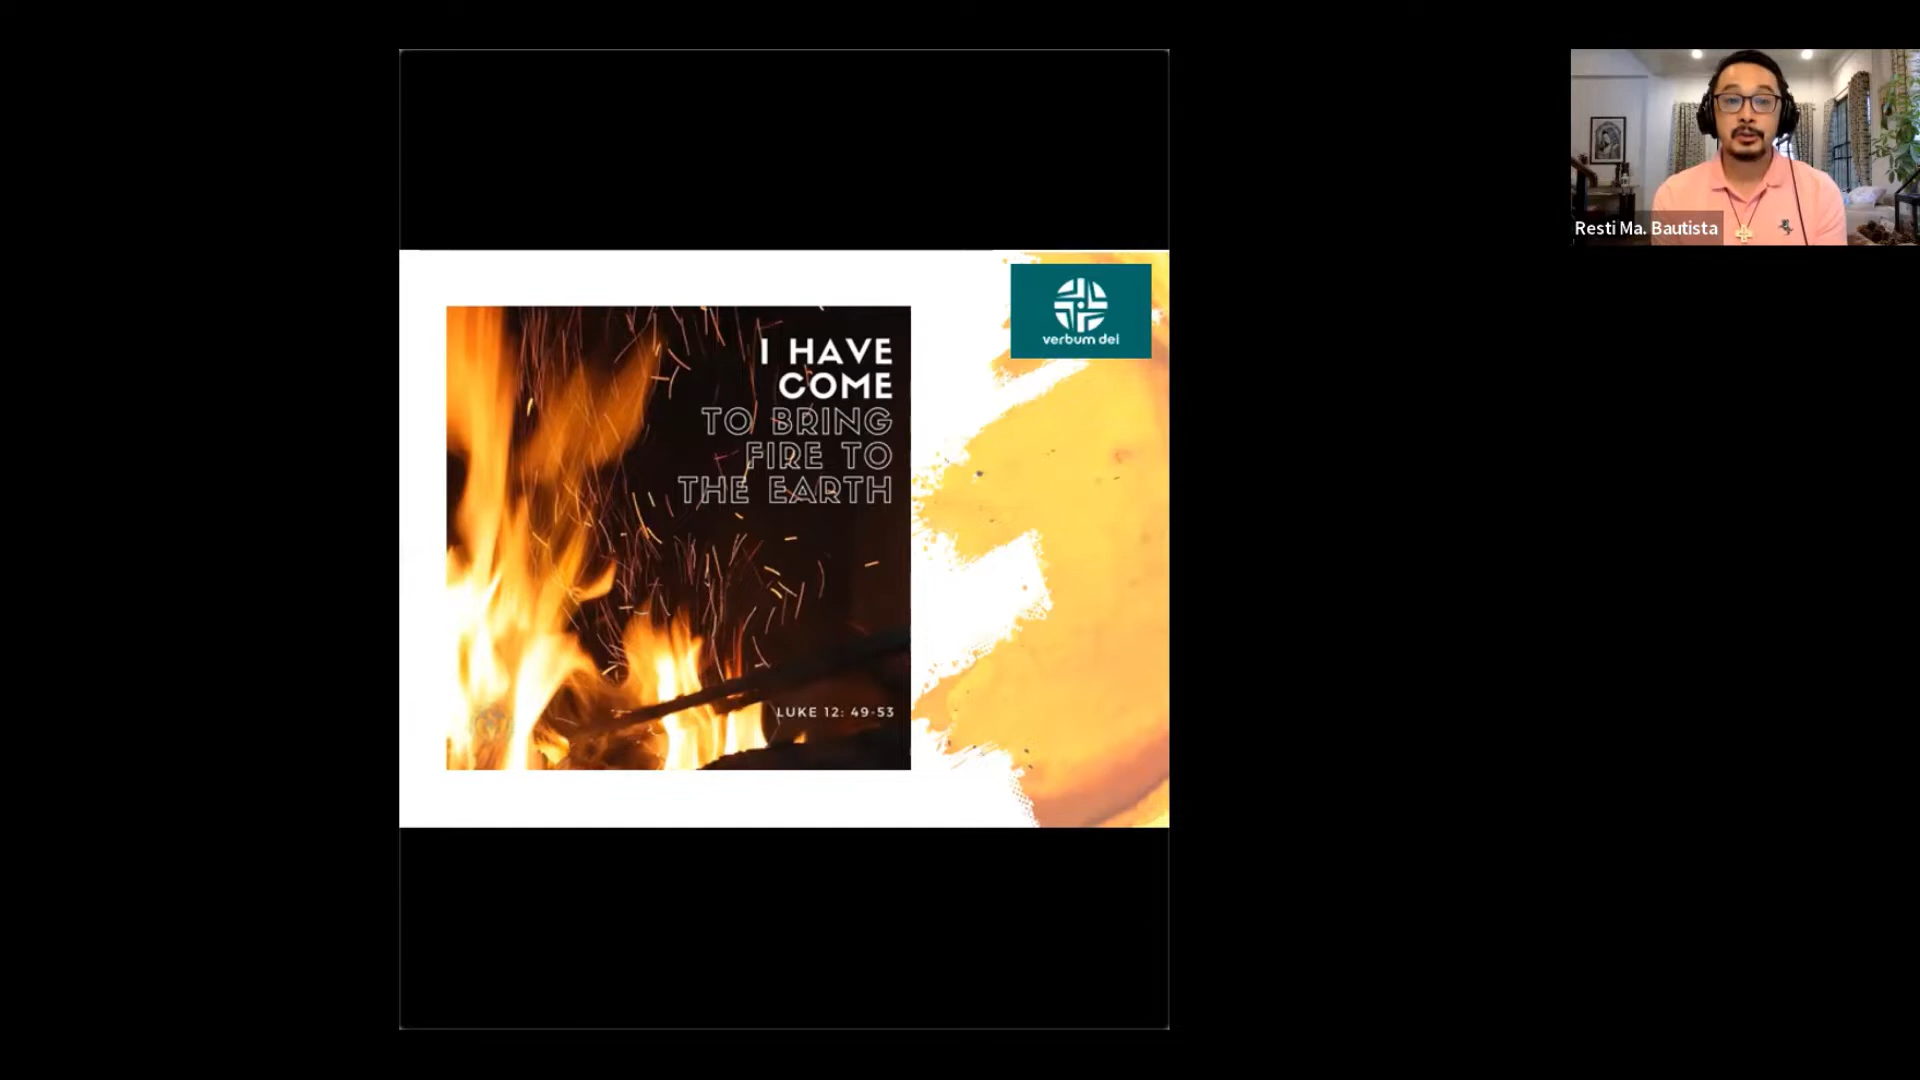 I HAVE
COME
TO BRING
FIRE TO
THE EARTH
LUKE 12: 49-53
verbum dei
Resti Ma. Bautista